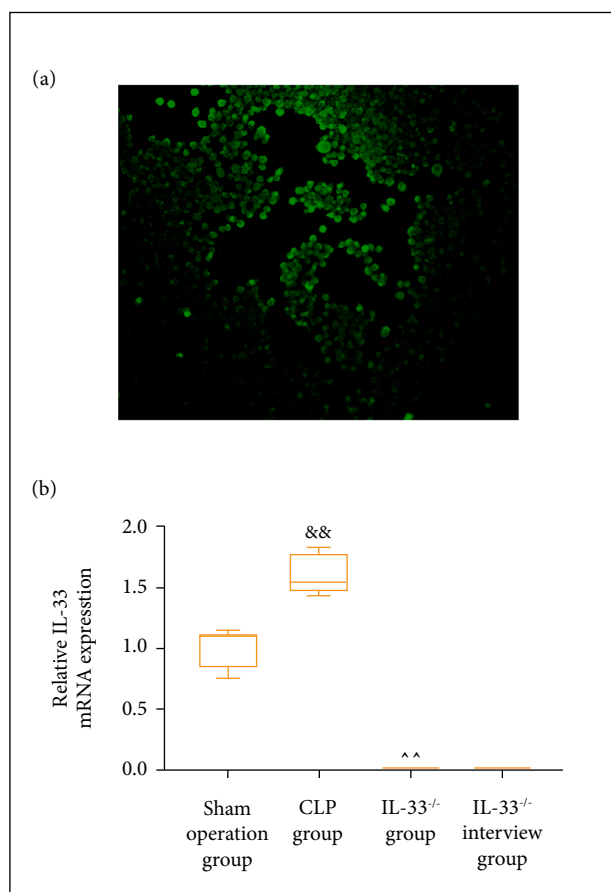 (a)
(b)
Relative IL-33
mRNA expresstion
2.0
1.5
1.0
0.5
0.0
&&
^ ^
Sham
operation
group
CLP
group
IL-33-/-
group
IL-33-/-
interview
group